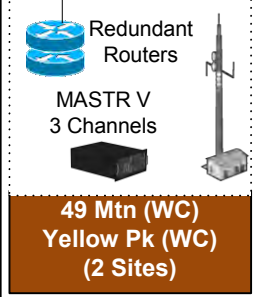 Redundant
Routers
MASTR V
3 Channels
49 Mtn (WC)
Yellow Pk (WC)
(2 Sites)